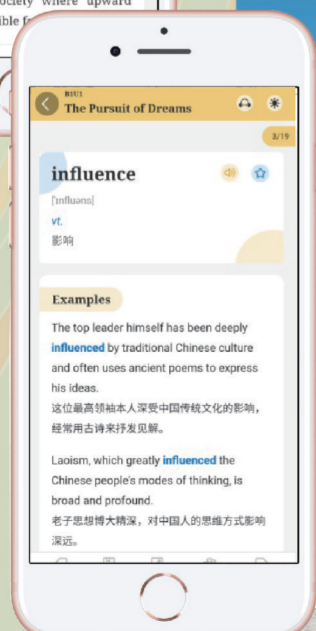 society where upward
B1U1
The Pursuit of Dreams
3/19
influence
['ɪnfluəns]
vt.
影响
Examples
The top leader himself has been deeply
influenced by traditional Chinese culture
and often uses ancient poems to express
his ideas.
这位最高领袖本人深受中国传统文化的影响，
经常用古诗来抒发见解。
Laoism, which greatly influenced the
Chinese people's modes of thinking, is
broad and profound.
老子思想博大精深，对中国人的思维方式影响
深远。